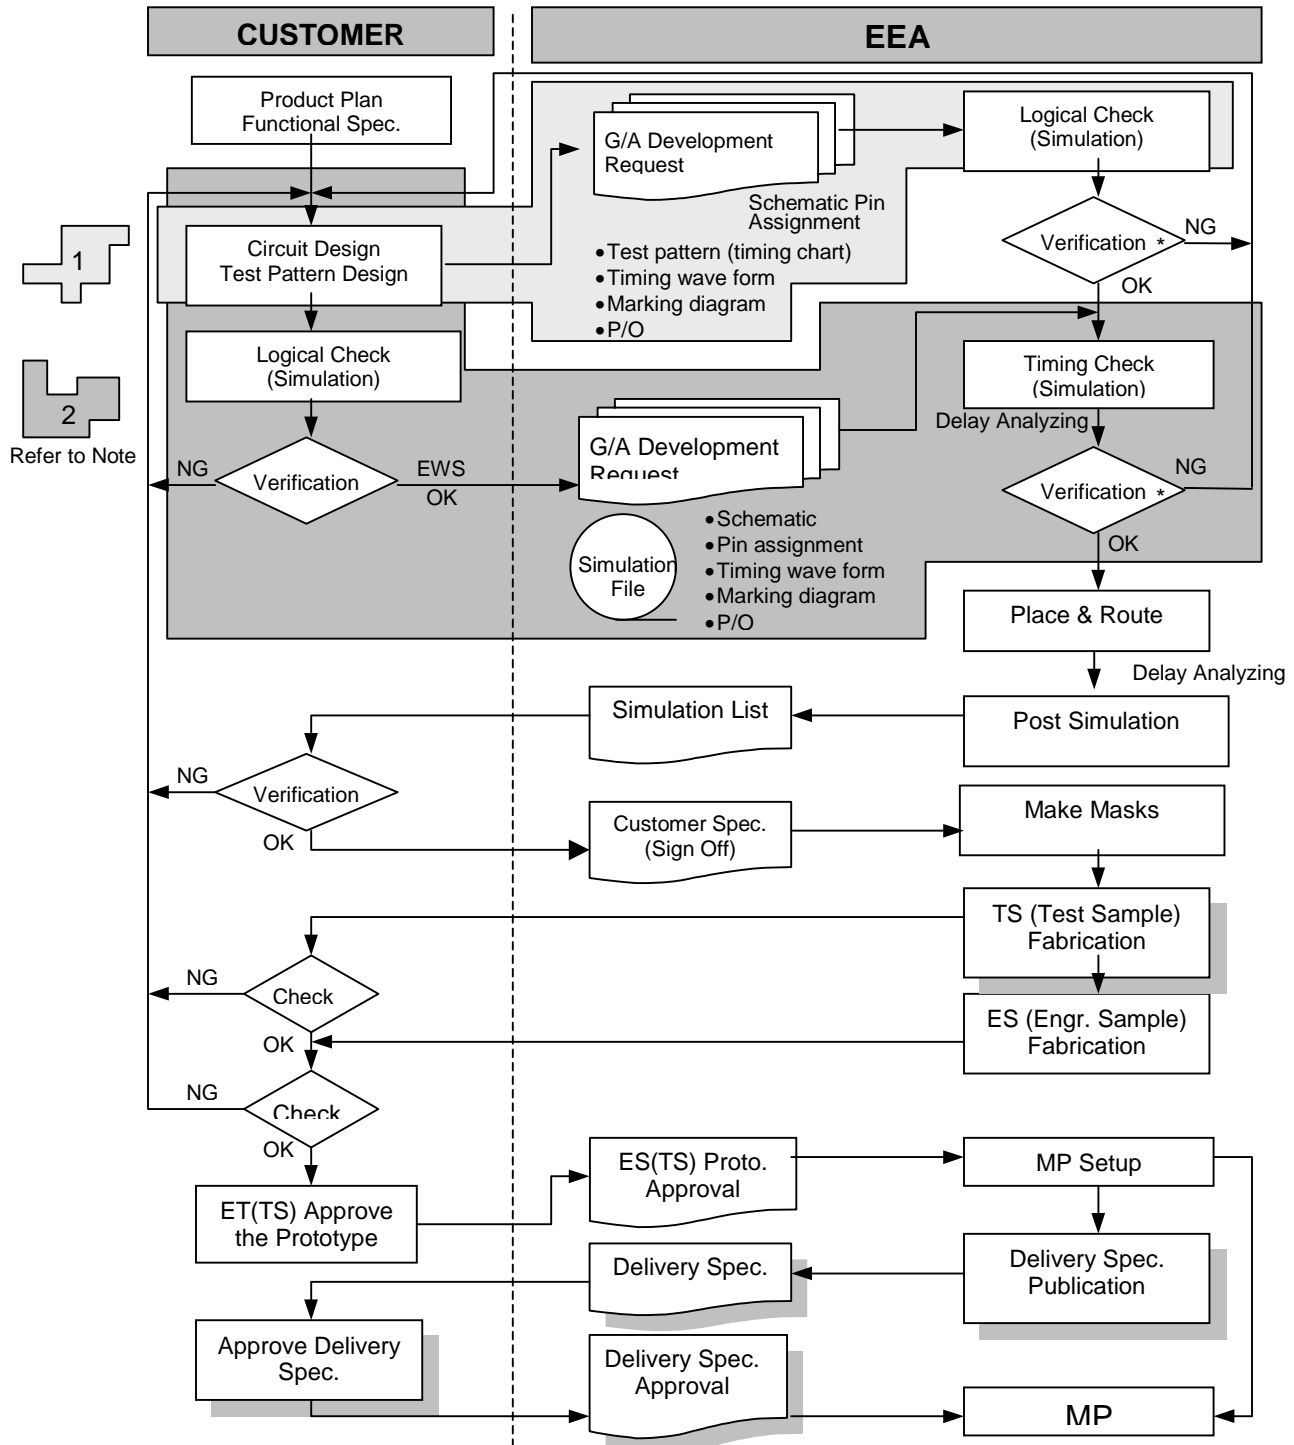 CUSTOMER
EEA
Product Plan
Functional Spec.
G/A Development
Request
Logical Check
(Simulation)
Schematic Pin
Assignment
Verification *
NG
OK
1
Circuit Design
Test Pattern Design
•Test pattern (timing chart)
•Timing wave form
•Marking diagram
•P/O
Logical Check
(Simulation)
Timing Check
(Simulation)
2
Refer to Note
Delay Analyzing
NG
Verification
EWS
OK
G/A Development
Request
Verification *
NG
OK
Simulation
File
•Schematic
•Pin assignment
•Timing wave form
•Marking diagram
•P/O
Place & Route
Delay Analyzing
Simulation List
Post Simulation
NG
Verification
OK
Customer Spec.
(Sign Off)
Make Masks
TS (Test Sample)
Fabrication
NG
Check
OK
ES (Engr. Sample)
Fabrication
NG
Check
OK
ES(TS) Proto.
Approval
MP Setup
ET(TS) Approve
the Prototype
Delivery Spec.
Delivery Spec.
Publication
Approve Delivery
Spec.
Delivery Spec.
Approval
MP